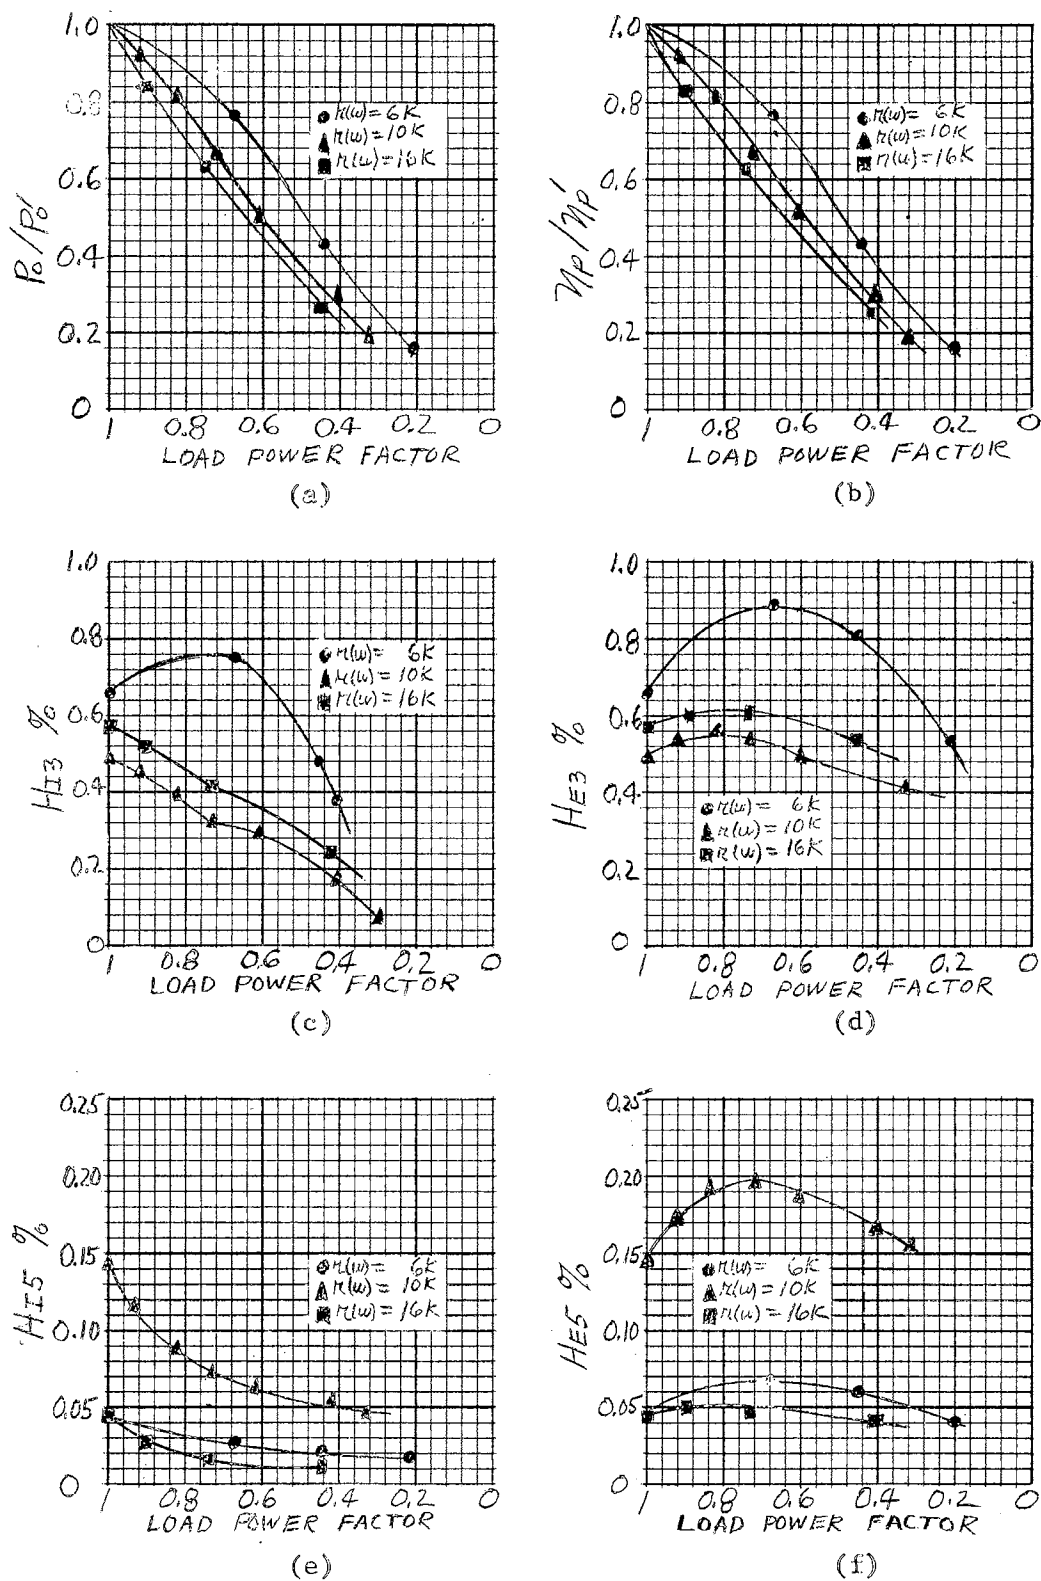 1.0
0.8
0.6
0.4
0.2
0
Po/Po'
r(w) = 6K
r(w) = 10K
r(w) = 16K
1 0.8 0.6 0.4 0.2 0
LOAD POWER FACTOR
(a)
1.0
0.8
0.6
0.4
0.2
0
ηp/ηp'
r(w) = 6K
r(w) = 10K
r(w) = 16K
1 0.8 0.6 0.4 0.2 0
LOAD POWER FACTOR
(b)
1.0
0.8
0.6
0.4
0.2
0
HI3 %
r(w) = 6K
r(w) = 10K
r(w) = 16K
1 0.8 0.6 0.4 0.2 0
LOAD POWER FACTOR
(c)
1.0
0.8
0.6
0.4
0.2
0
HE3 %
r(w) = 6K
r(w) = 10K
r(w) = 16K
1 0.8 0.6 0.4 0.2 0
LOAD POWER FACTOR
(d)
0.25
0.20
0.15
0.10
0.05
0
HI5 %
r(w) = 6K
r(w) = 10K
r(w) = 16K
1 0.8 0.6 0.4 0.2 0
LOAD POWER FACTOR
(e)
0.25
0.20
0.15
0.10
0.05
0
HE5 %
r(w) = 6K
r(w) = 10K
r(w) = 16K
1 0.8 0.6 0.4 0.2 0
LOAD POWER FACTOR
(f)